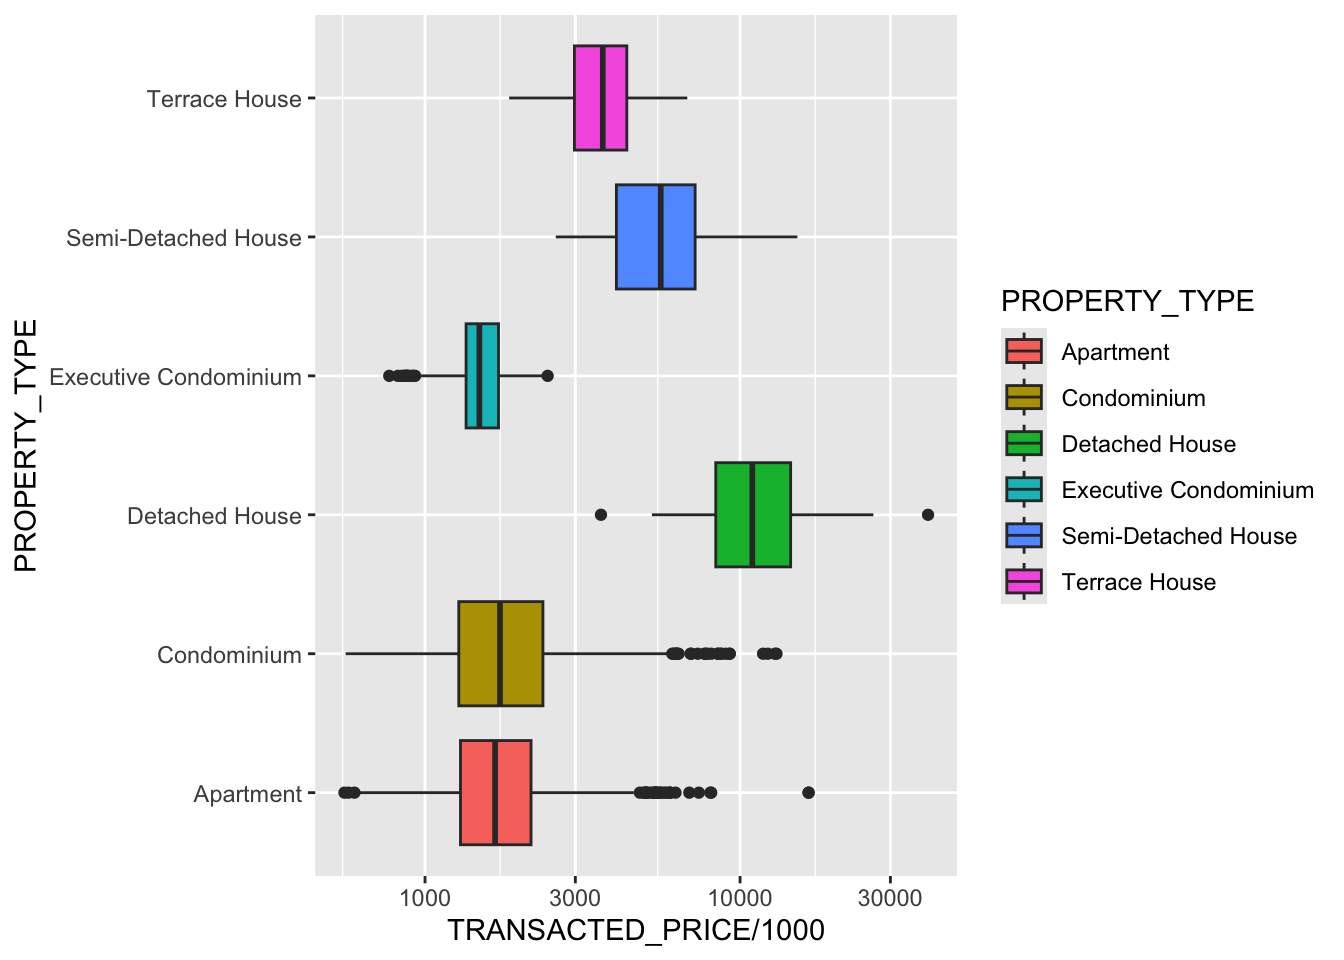 PROPERTY_TYPE
Terrace House
Semi-Detached House
Executive Condominium
Detached House
Condominium
Apartment
1000 3000 10000 30000
TRANSACTED_PRICE/1000
PROPERTY_TYPE
Apartment
Condominium
Detached House
Executive Condominium
Semi-Detached House
Terrace House